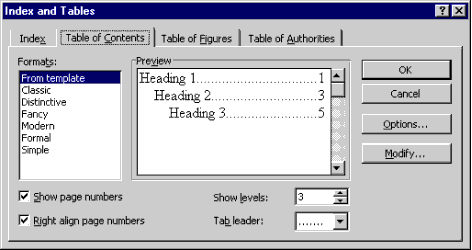 Index and Tables
Index
Table of Contents
Table of Figures
Table of Authorities
Formats:
From template
Classic
Distinctive
Fancy
Modern
Formal
Simple
Preview
Heading 1........................................1
Heading 2....................................3
Heading 3................................5
OK
Cancel
Options...
Modify...
Show page numbers
Right align page numbers
Show levels: 3
Tab leader: .......